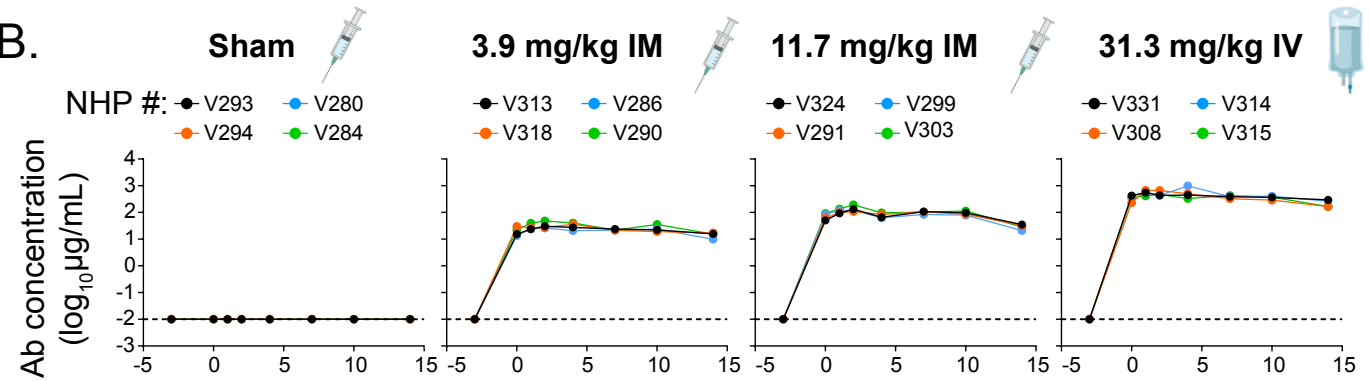 B.
Sham
3.9 mg/kg IM
11.7 mg/kg IM
31.3 mg/kg IV
NHP #:
V293 V280
V294 V284
V313 V286
V318 V290
V324 V299
V291 V303
V331 V314
V308 V315
Ab concentration
(log₁₀µg/mL)
4
3
2
1
0
-1
-2
-3
-5 0 5 10 15
-5 0 5 10 15
-5 0 5 10 15
-5 0 5 10 15